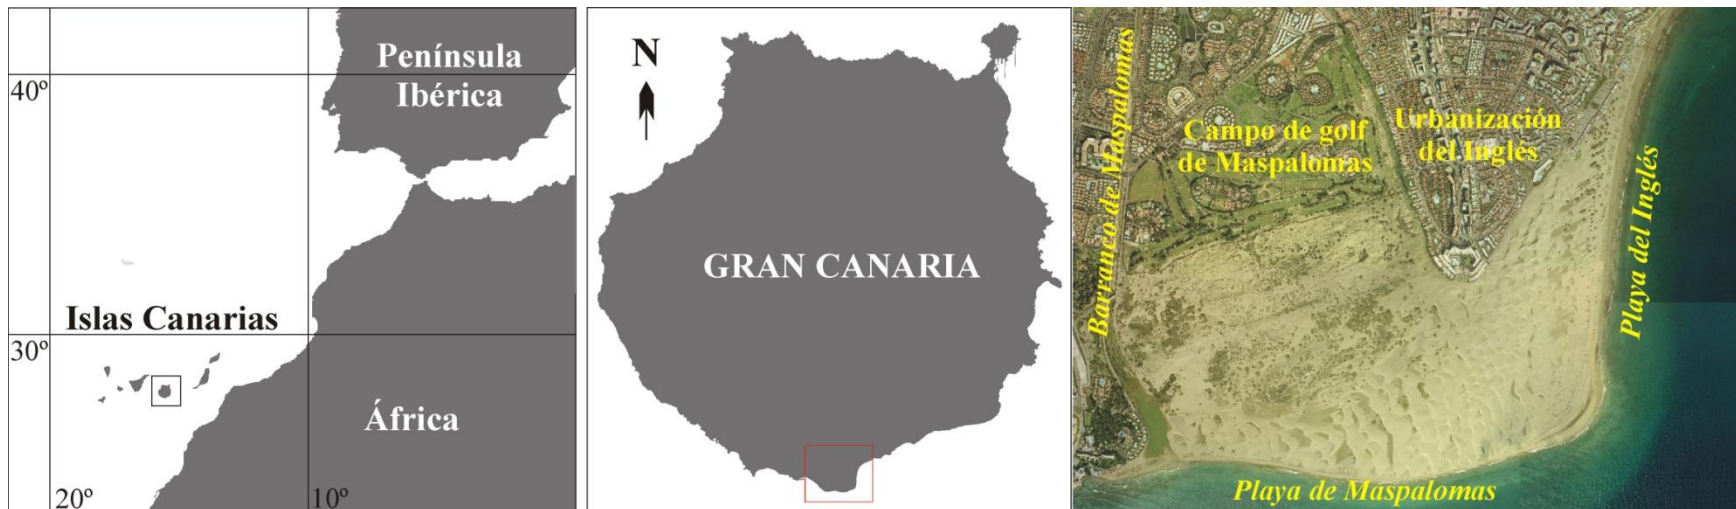 Península
Ibérica
40º
Islas Canarias
30º
África
20º
10º
N
GRAN CANARIA
Barranco de Maspalomas
Campo de golf
de Maspalomas
Urbanización
del Inglés
Playa del Inglés
Playa de Maspalomas